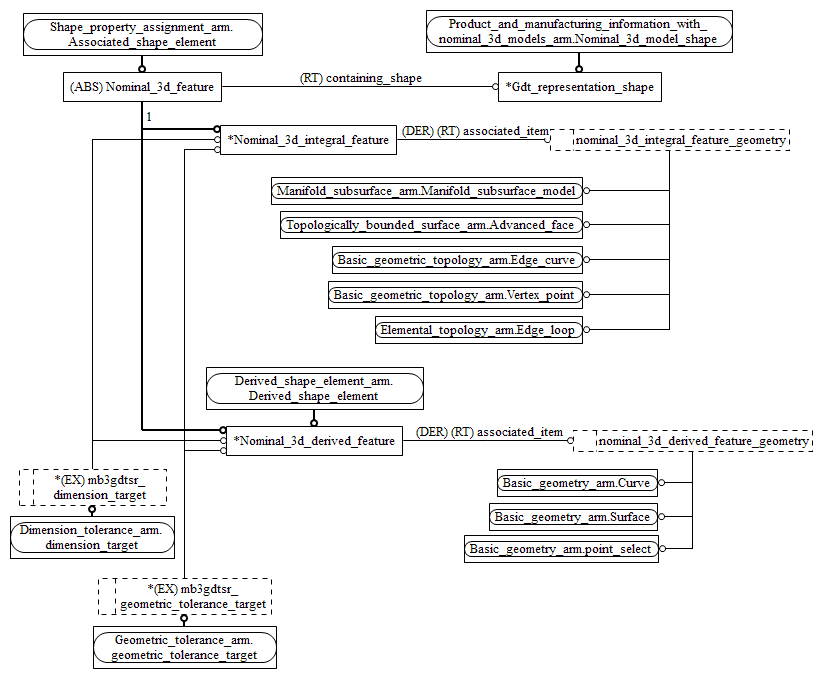 Shape_property_assignment_arm.
Associated_shape_element
Product_and_manufacturing_information_with_
nominal_3d_models_arm.Nominal_3d_model_shape
(ABS) Nominal_3d_feature
(RT) containing_shape
*Gdt_representation_shape
1
*Nominal_3d_integral_feature
(DER) (RT) associated_item
nominal_3d_integral_feature_geometry
Manifold_subsurface_arm.Manifold_subsurface_model
Topologically_bounded_surface_arm.Advanced_face
Basic_geometric_topology_arm.Edge_curve
Basic_geometric_topology_arm.Vertex_point
Elemental_topology_arm.Edge_loop
Derived_shape_element_arm.
Derived_shape_element
*Nominal_3d_derived_feature
(DER) (RT) associated_item
nominal_3d_derived_feature_geometry
Basic_geometry_arm.Curve
Basic_geometry_arm.Surface
Basic_geometry_arm.point_select
*(EX) mb3gdtsr_
dimension_target
Dimension_tolerance_arm.
dimension_target
*(EX) mb3gdtsr_
geometric_tolerance_target
Geometric_tolerance_arm.
geometric_tolerance_target